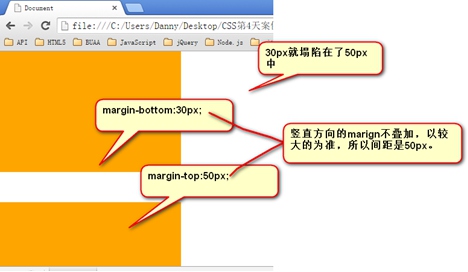 Document
file:///C:/Users/Danny/Desktop/CSS第4天案
API HTML5 BUAA JavaScript jQuery Node.js
30px就塌陷在了50px
中
margin-bottom:30px;
竖直方向的marign不叠加，以较
大的为准，所以间距是50px。
margin-top:50px;